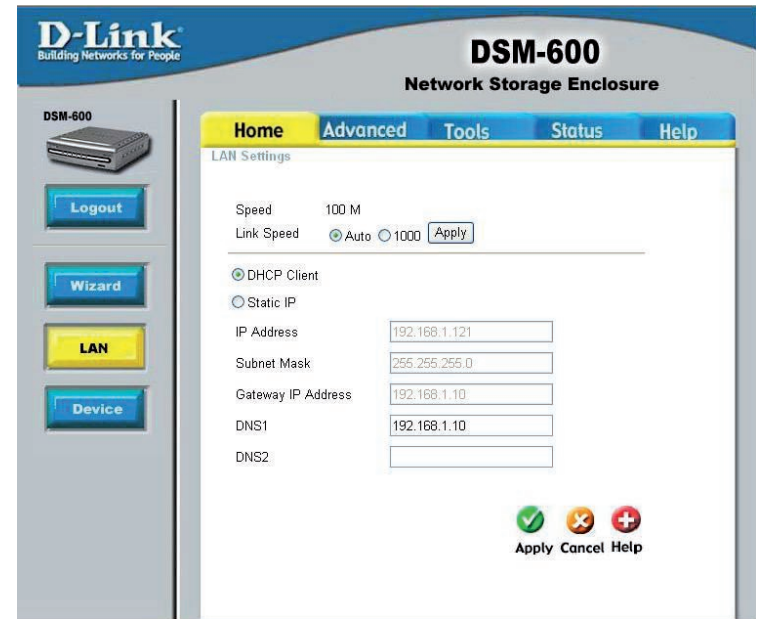 D-Link
Building Networks for People
DSM-600
Network Storage Enclosure
DSM-600
Home Advanced Tools Status Help
LAN Settings
Logout
Wizard
LAN
Device
Speed 100 M
Link Speed Auto 1000 Apply
DHCP Client
Static IP
IP Address 192.168.1.121
Subnet Mask 255.255.255.0
Gateway IP Address 192.168.1.10
DNS1 192.168.1.10
DNS2
Apply Cancel Help